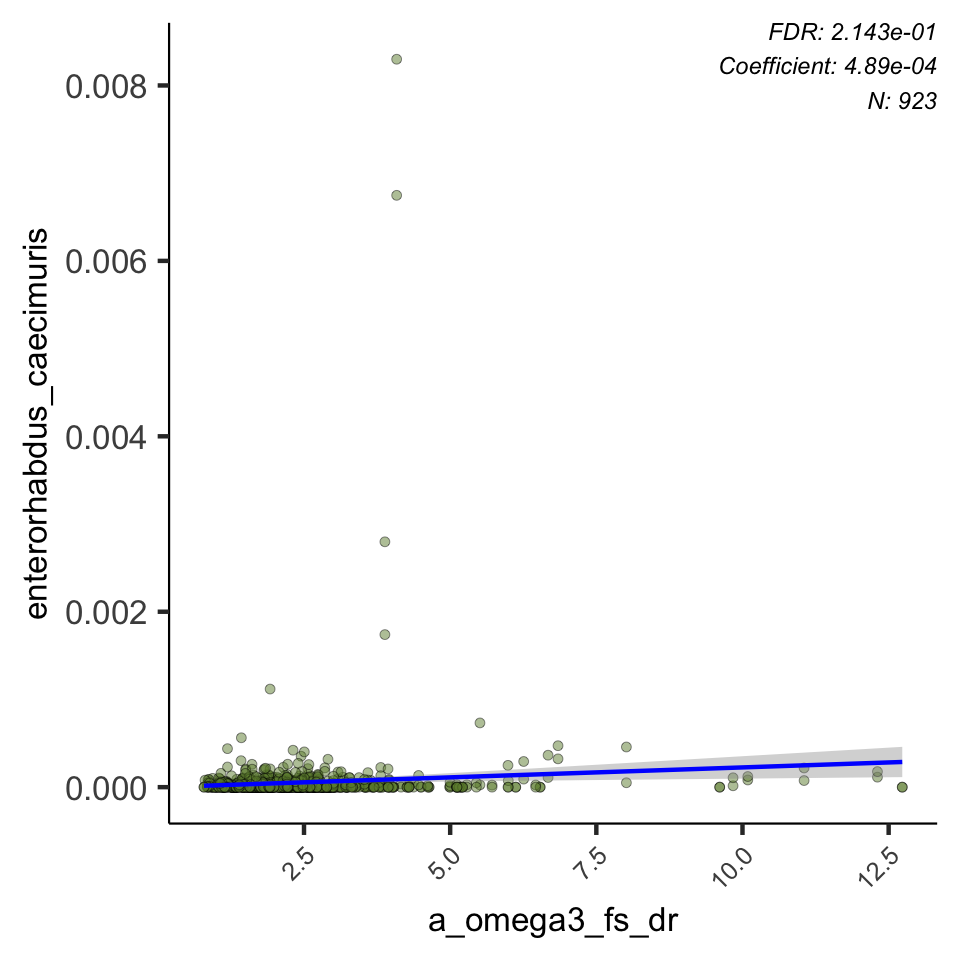 FDR: 2.143e-01
Coefficient: 4.89e-04
N: 923
enterorhabdus_caecimuris
0.008
0.006
0.004
0.002
0.000
2.5
5.0
7.5
10.0
12.5
a_omega3_fs_dr